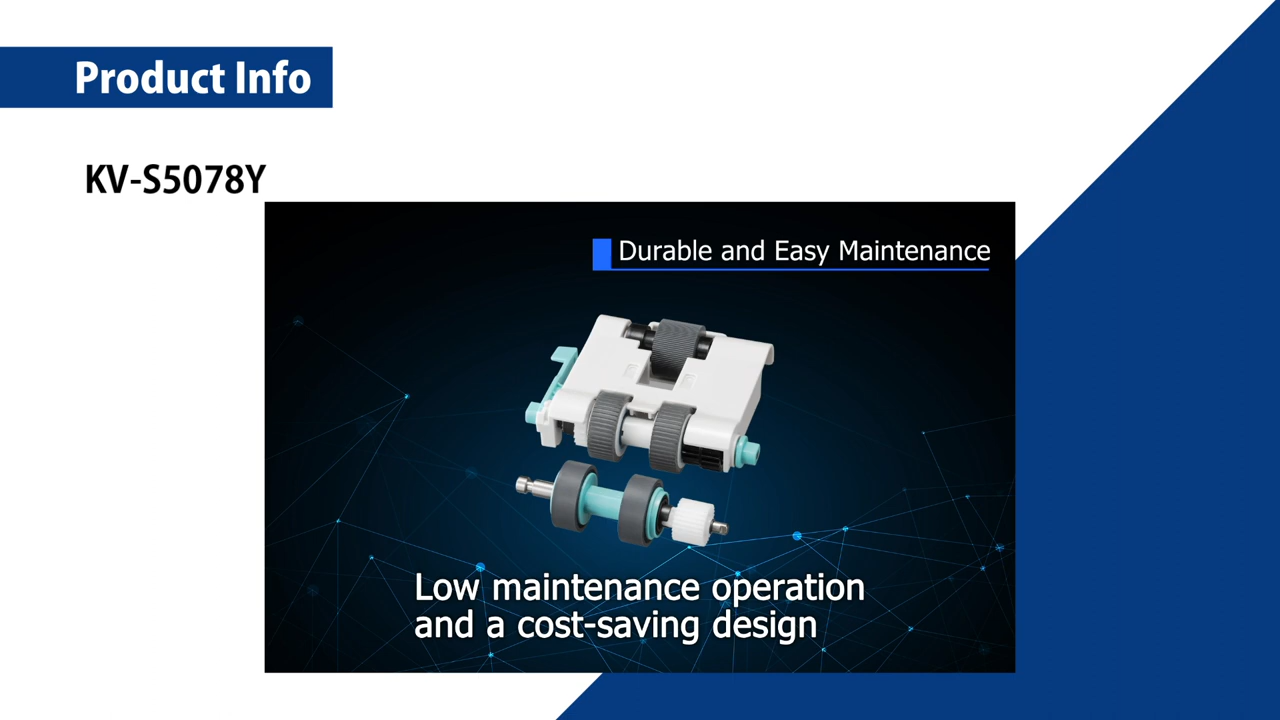 Product Info
KV-S5078Y
Durable and Easy Maintenance
Low maintenance operation
and a cost-saving design